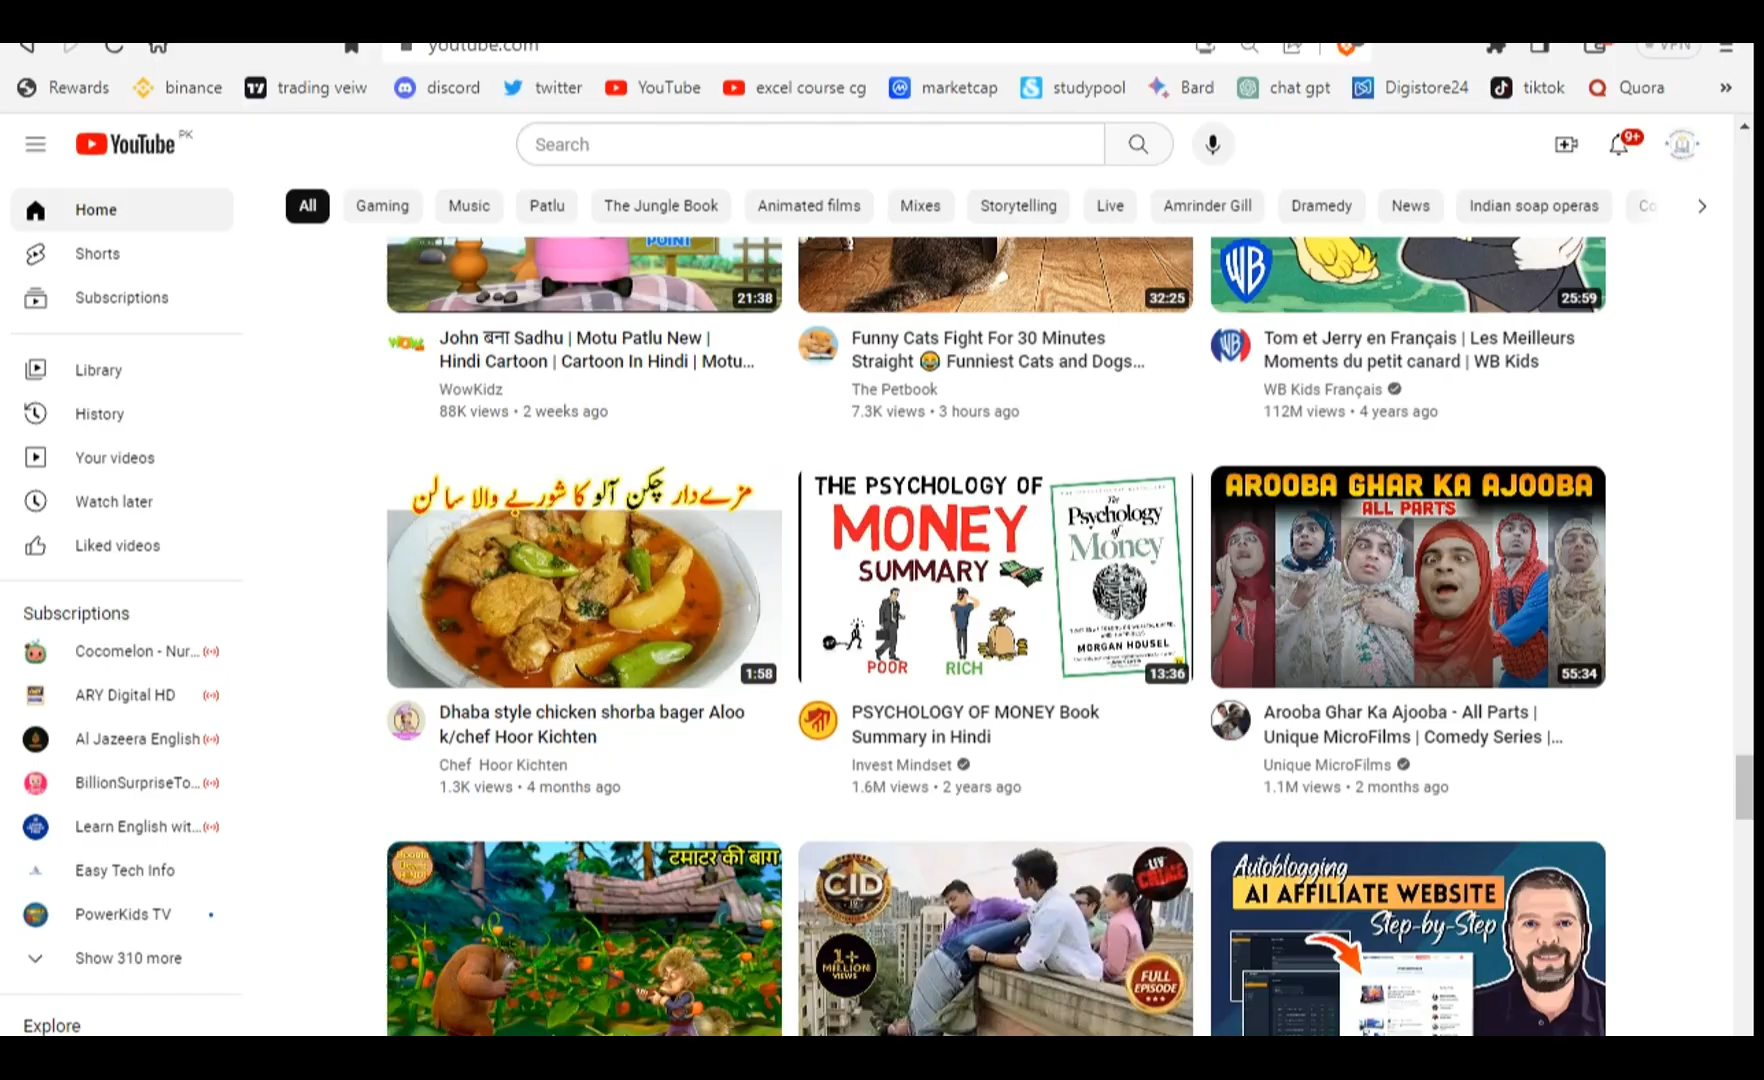 youtube.com
VPN
Rewards
binance
trading veiw
discord
twitter
YouTube
excel course cg
marketcap
studypool
Bard
chat gpt
Digistore24
tiktok
Quora
»
YouTube PK
Search
9+
Home
Shorts
Subscriptions
Library
History
Your videos
Watch later
Liked videos
Subscriptions
Cocomelon - Nur...
ARY Digital HD
Al Jazeera English
BillionSurpriseTo...
Learn English wit...
Easy Tech Info
PowerKids TV
Show 310 more
Explore
All
Gaming
Music
Patlu
The Jungle Book
Animated films
Mixes
Storytelling
Live
Amrinder Gill
Dramedy
News
Indian soap operas
Co
POINT
21:38
32:25
WB
25:59
John बना Sadhu | Motu Patlu New |
Hindi Cartoon | Cartoon In Hindi | Motu...
WowKidz
88K views • 2 weeks ago
Funny Cats Fight For 30 Minutes
Straight 😂 Funniest Cats and Dogs...
The Petbook
7.3K views • 3 hours ago
Tom et Jerry en Français | Les Meilleurs
Moments du petit canard | WB Kids
WB Kids Français
112M views • 4 years ago
مزے دار چکن آلو کا شوربے والا سالن
1:58
THE PSYCHOLOGY OF
MONEY
SUMMARY
POOR
RICH
The
Psychology
of
Money
MORGAN HOUSEL
13:36
AROOBA GHAR KA AJOOBA
ALL PARTS
55:34
Dhaba style chicken shorba bager Aloo
k/chef Hoor Kichten
Chef Hoor Kichten
1.3K views • 4 months ago
PSYCHOLOGY OF MONEY Book
Summary in Hindi
Invest Mindset
1.6M views • 2 years ago
Arooba Ghar Ka Ajooba - All Parts |
Unique MicroFilms | Comedy Series |...
Unique MicroFilms
1.1M views • 2 months ago
टमाटर की बाग
CID
1+
MILLION
VIEWS
LIV
CRIME
FULL
EPISODE
Autoblogging
AI AFFILIATE WEBSITE
Step-by-Step